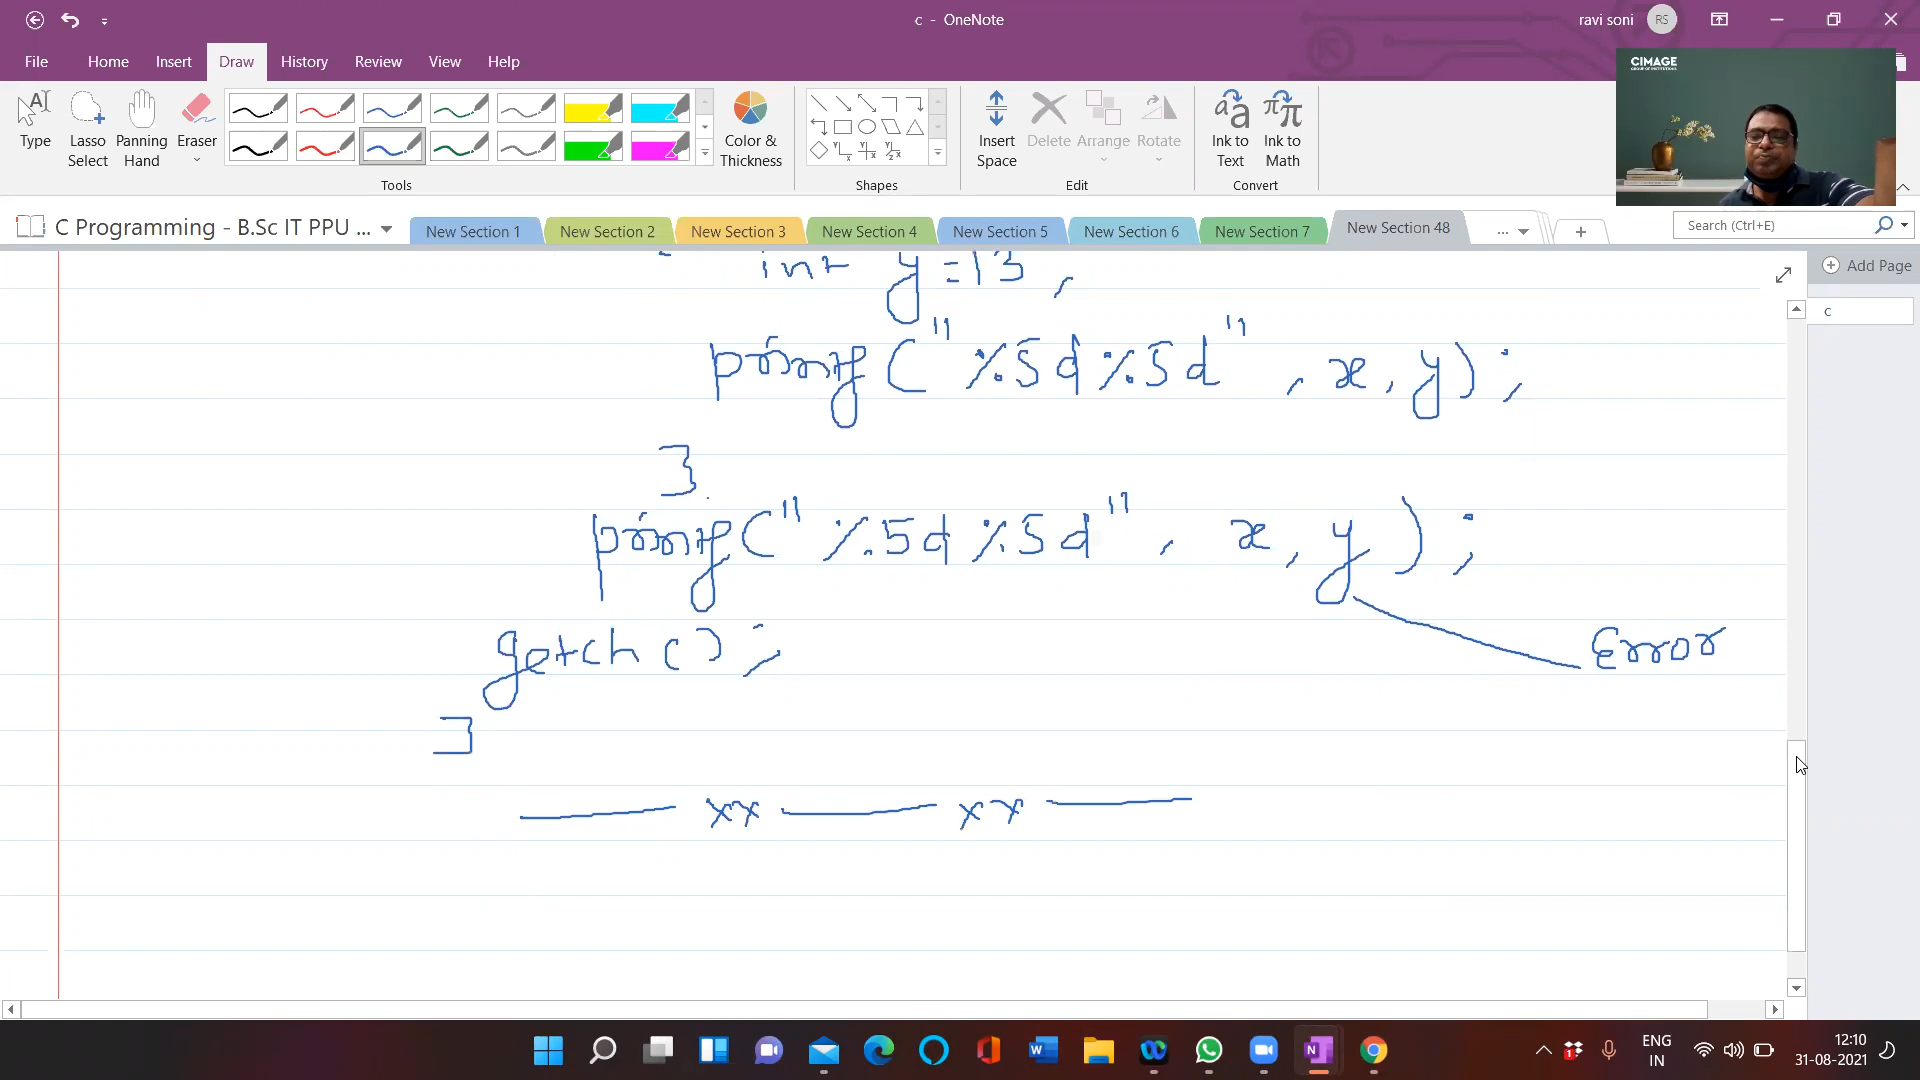 c - OneNote
ravi soni RS
File Home Insert Draw History Review View Help
CIMAGE
GROUP OF INSTITUTIONS
Type Lasso Select Panning Hand Eraser Color & Thickness Insert Space Delete Arrange Rotate Ink to Text Ink to Math
Tools Shapes Edit Convert
C Programming - B.Sc IT PPU ... New Section 1 New Section 2 New Section 3 New Section 4 New Section 5 New Section 6 New Section 7 New Section 48 ... Search (Ctrl+E)
Add Page
c
int y=13;
printf("%5d%5d", x, y);
}
printf("%5d%5d", x, y);
getch();
Error
}
xx xx
ENG
IN
12:10
31-08-2021